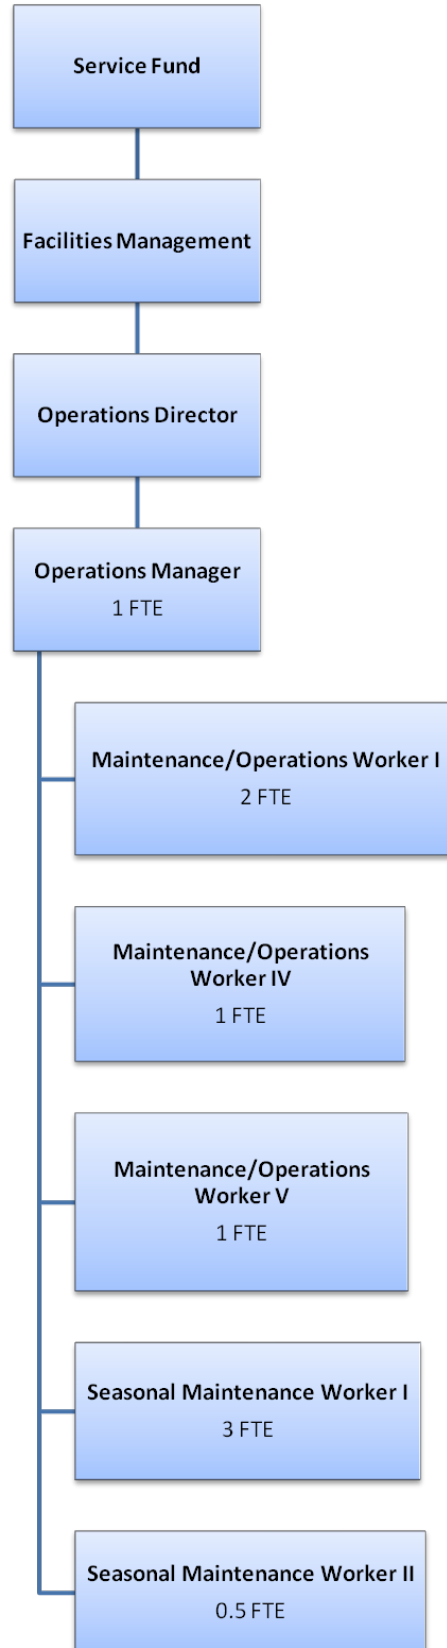 Service Fund
Facilities Management
Operations Director
Operations Manager
1 FTE
Maintenance/Operations Worker I
2 FTE
Maintenance/Operations
Worker IV
1 FTE
Maintenance/Operations
Worker V
1 FTE
Seasonal Maintenance Worker I
3 FTE
Seasonal Maintenance Worker II
0.5 FTE